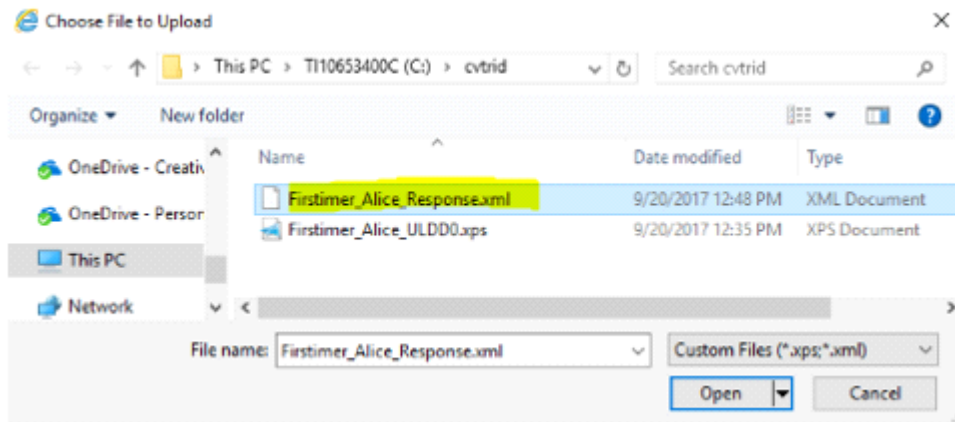 Choose File to Upload
This PC > TI10653400C (C:) > cvtrid Search cvtrid
Organize New folder
Name Date modified Type
OneDrive - Creativ
Firstimer_Alice_Response.xml 9/20/2017 12:48 PM XML Document
OneDrive - Person
Firstimer_Alice_ULDD0.xps 9/20/2017 12:35 PM XPS Document
This PC
Network
File name: Firstimer_Alice_Response.xml Custom Files (*.xps;*.xml)
Open Cancel